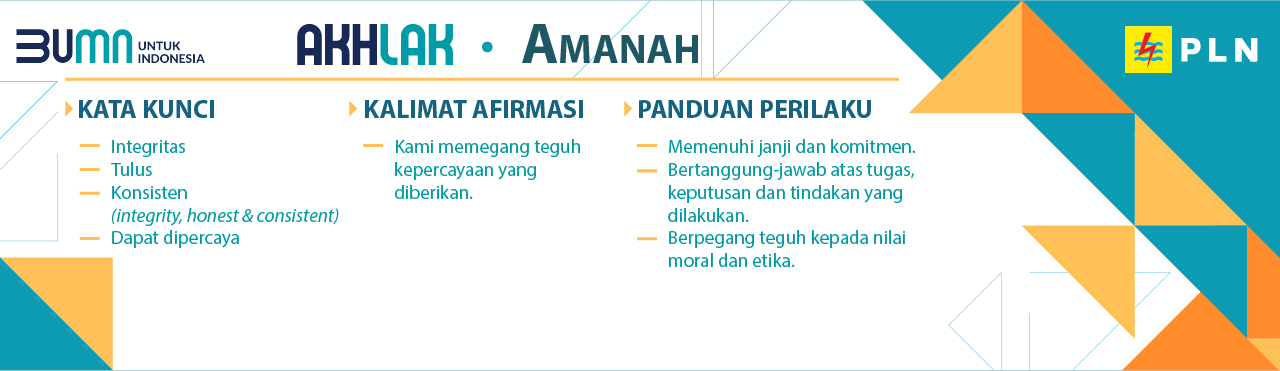 BUMN UNTUK INDONESIA
AKHLAK • AMANAH
PLN
KATA KUNCI
Integritas
Tulus
Konsisten
(integrity, honest & consistent)
Dapat dipercaya
KALIMAT AFIRMASI
Kami memegang teguh
kepercayaan yang
diberikan.
PANDUAN PERILAKU
Memenuhi janji dan komitmen.
Bertanggung-jawab atas tugas,
keputusan dan tindakan yang
dilakukan.
Berpegang teguh kepada nilai
moral dan etika.